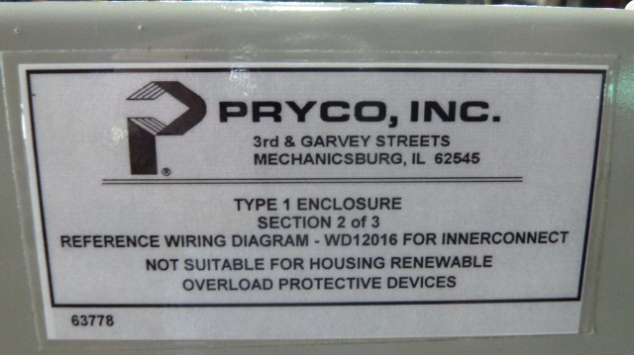 PRYCO, INC.
3rd & GARVEY STREETS
MECHANICSBURG, IL 62545
TYPE 1 ENCLOSURE
SECTION 2 of 3
REFERENCE WIRING DIAGRAM - WD12016 FOR INNERCONNECT
NOT SUITABLE FOR HOUSING RENEWABLE
OVERLOAD PROTECTIVE DEVICES
63778